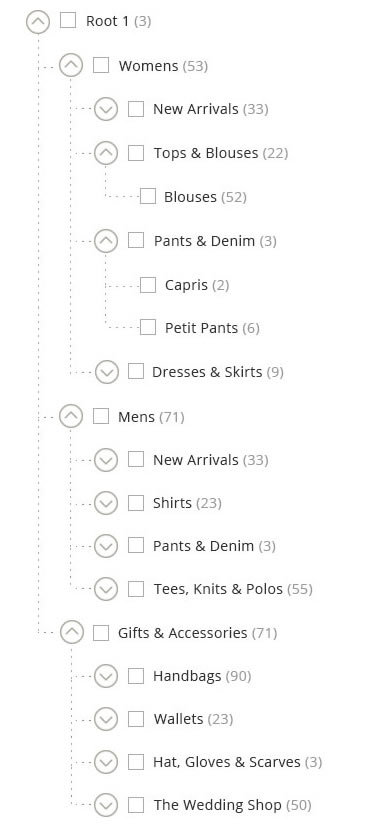 Root 1 (3)
Womens (53)
New Arrivals (33)
Tops & Blouses (22)
Blouses (52)
Pants & Denim (3)
Capris (2)
Petit Pants (6)
Dresses & Skirts (9)
Mens (71)
New Arrivals (33)
Shirts (23)
Pants & Denim (3)
Tees, Knits & Polos (55)
Gifts & Accessories (71)
Handbags (90)
Wallets (23)
Hat, Gloves & Scarves (3)
The Wedding Shop (50)